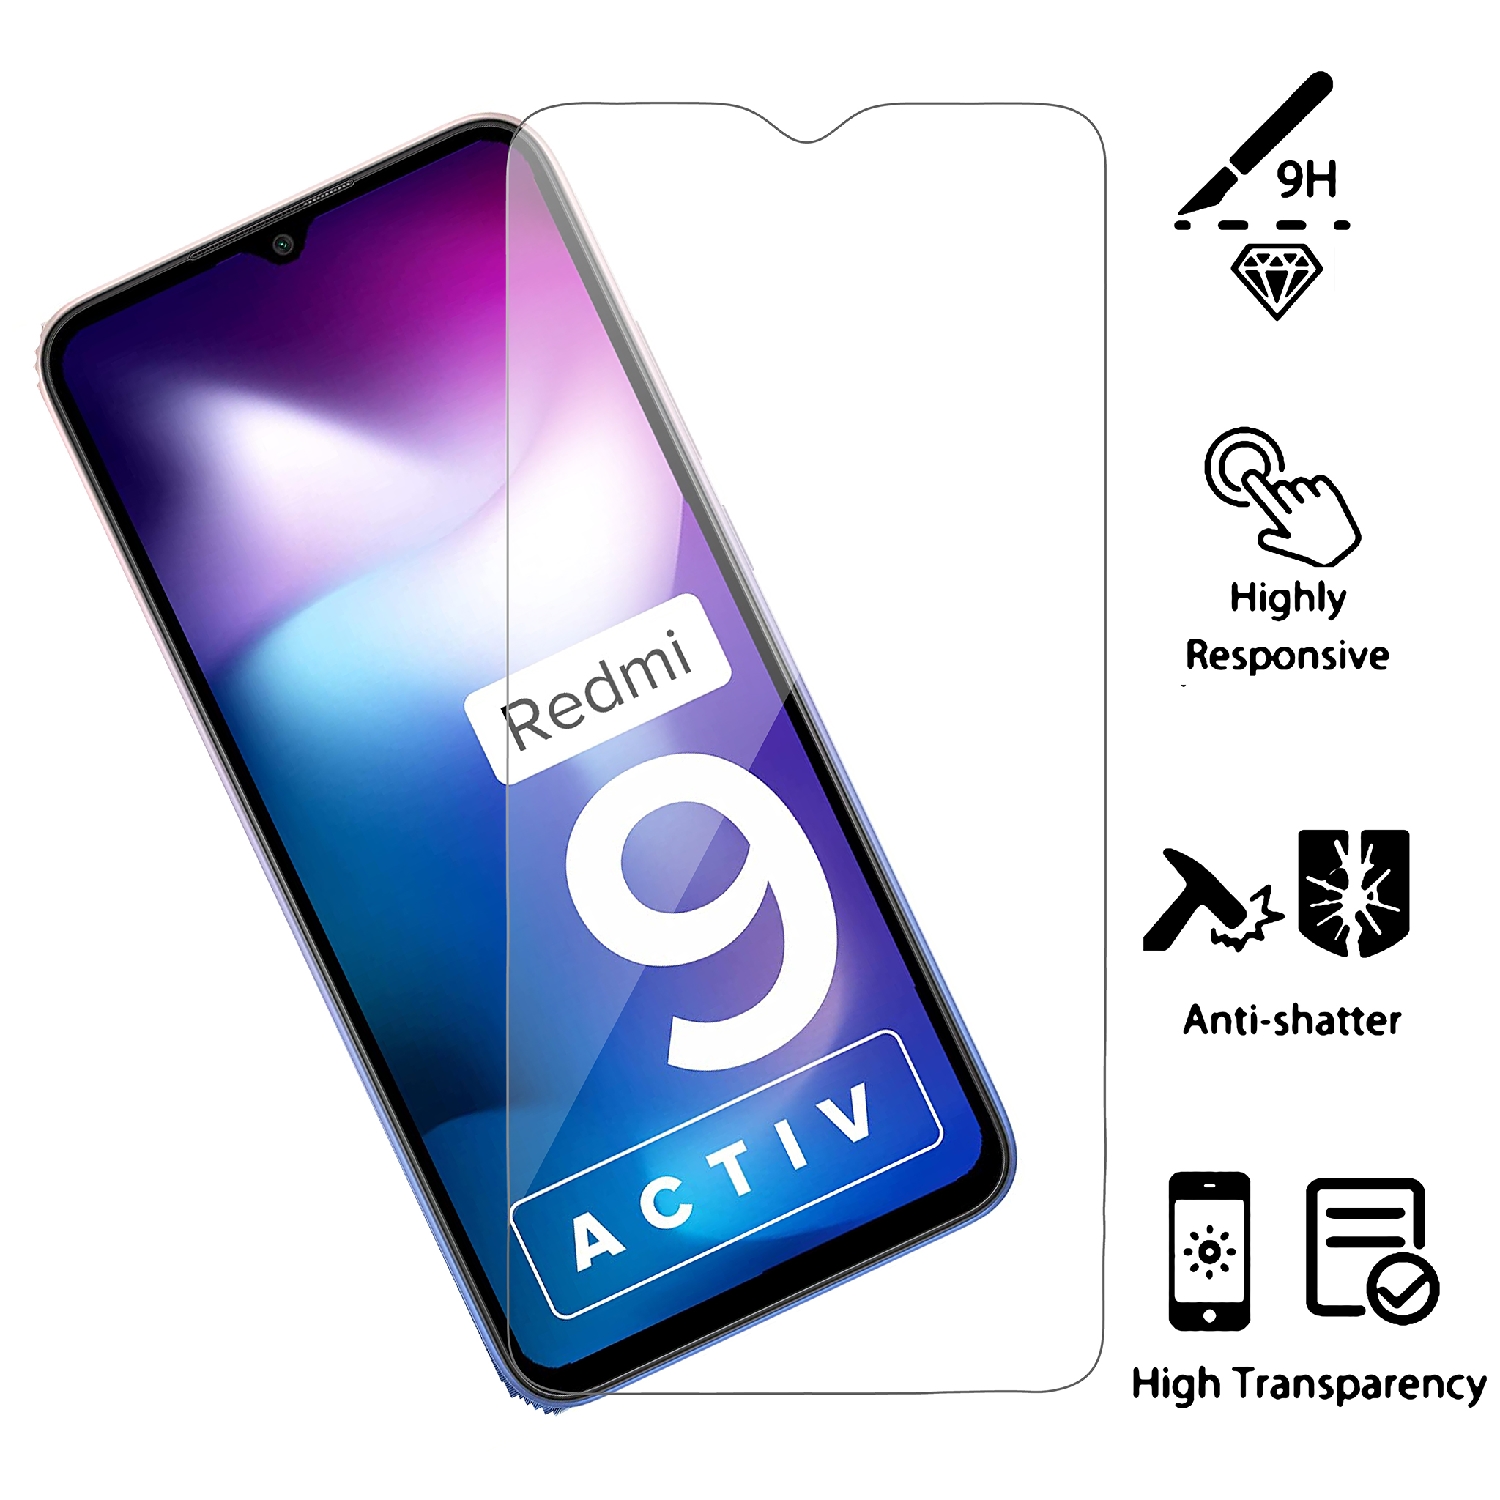 Redmi
9
ACTIV
9H
Highly
Responsive
Anti-shatter
High Transparency